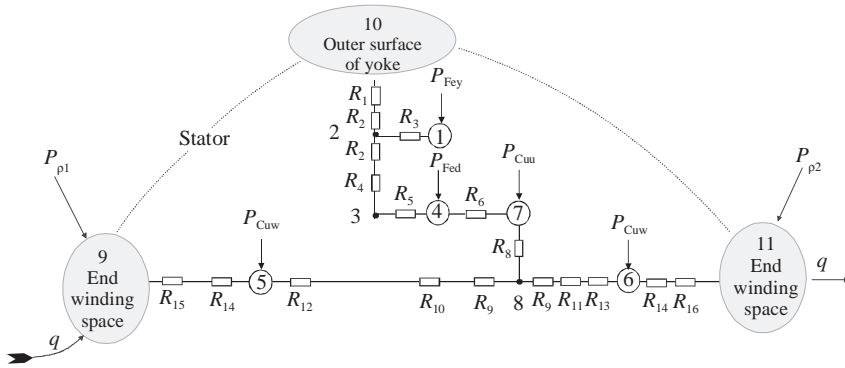 10
Outer surface
of yoke
P_Fey
R_1
R_2
R_3
1
2
Stator
R_2
P_Fed
P_Cuu
P_ρ1
P_ρ2
R_4
R_5
4
R_6
7
3
P_Cuw
P_Cuw
R_8
9
End
winding
space
11
End
winding
space
q
R_15
R_14
5
R_12
R_10
R_9
8
R_9
R_11
R_13
6
R_14
R_16
q